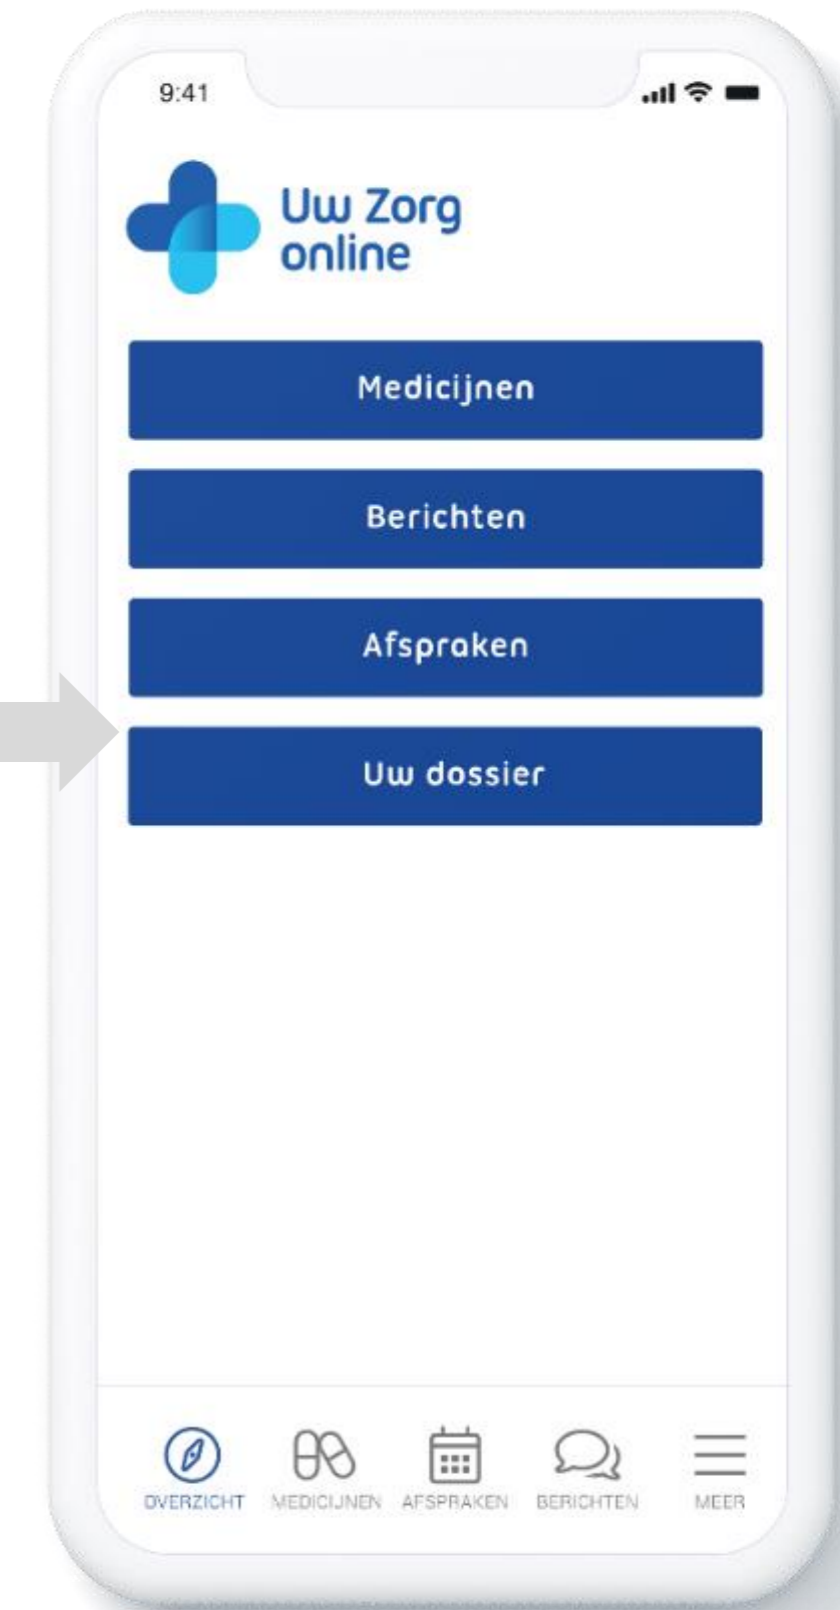 9:41
Uw Zorg
online
Medicijnen
Berichten
Afspraken
Uw dossier
OVERZICHT MEDICIJNEN AFSPRAKEN BERICHTEN MEER